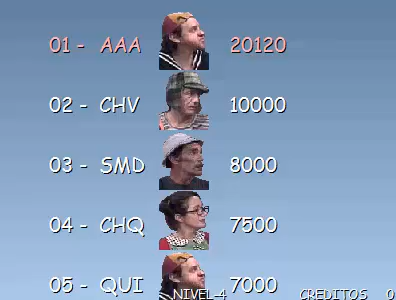 01 - AAA 20120
02 - CHV 10000
03 - SMD 8000
04 - CHQ 7500
05 - QUI 7000
NIVEL-4 CREDITOS 0